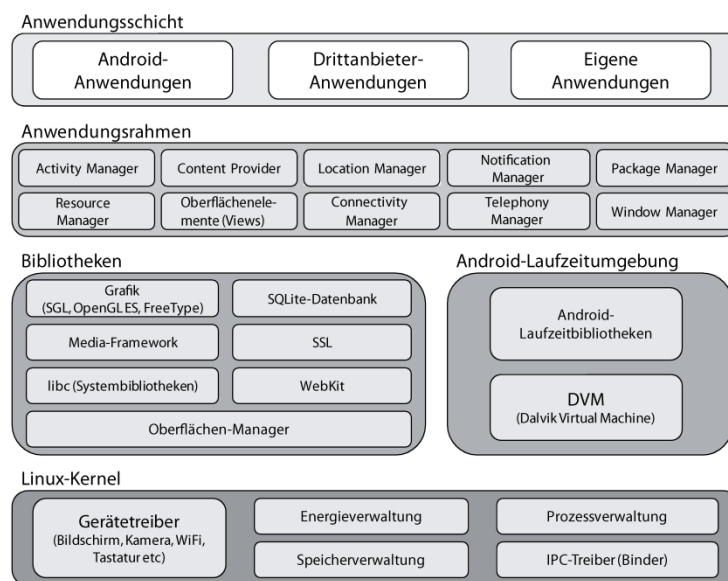 Anwendungsschicht
Android-
Anwendungen
Drittanbieter-
Anwendungen
Eigene
Anwendungen
Anwendungsrahmen
Activity Manager
Content Provider
Location Manager
Notification
Manager
Package Manager
Resource
Manager
Oberflächenele-
mente (Views)
Connectivity
Manager
Telephony
Manager
Window Manager
Bibliotheken
Grafik
(SGL, OpenGL ES, FreeType)
SQLite-Datenbank
Media-Framework
SSL
libc (Systembibliotheken)
WebKit
Oberflächen-Manager
Android-Laufzeitumgebung
Android-
Laufzeitbibliotheken
DVM
(Dalvik Virtual Machine)
Linux-Kernel
Gerätetreiber
(Bildschirm, Kamera, WiFi,
Tastatur etc)
Energieverwaltung
Prozessverwaltung
Speicherverwaltung
IPC-Treiber (Binder)